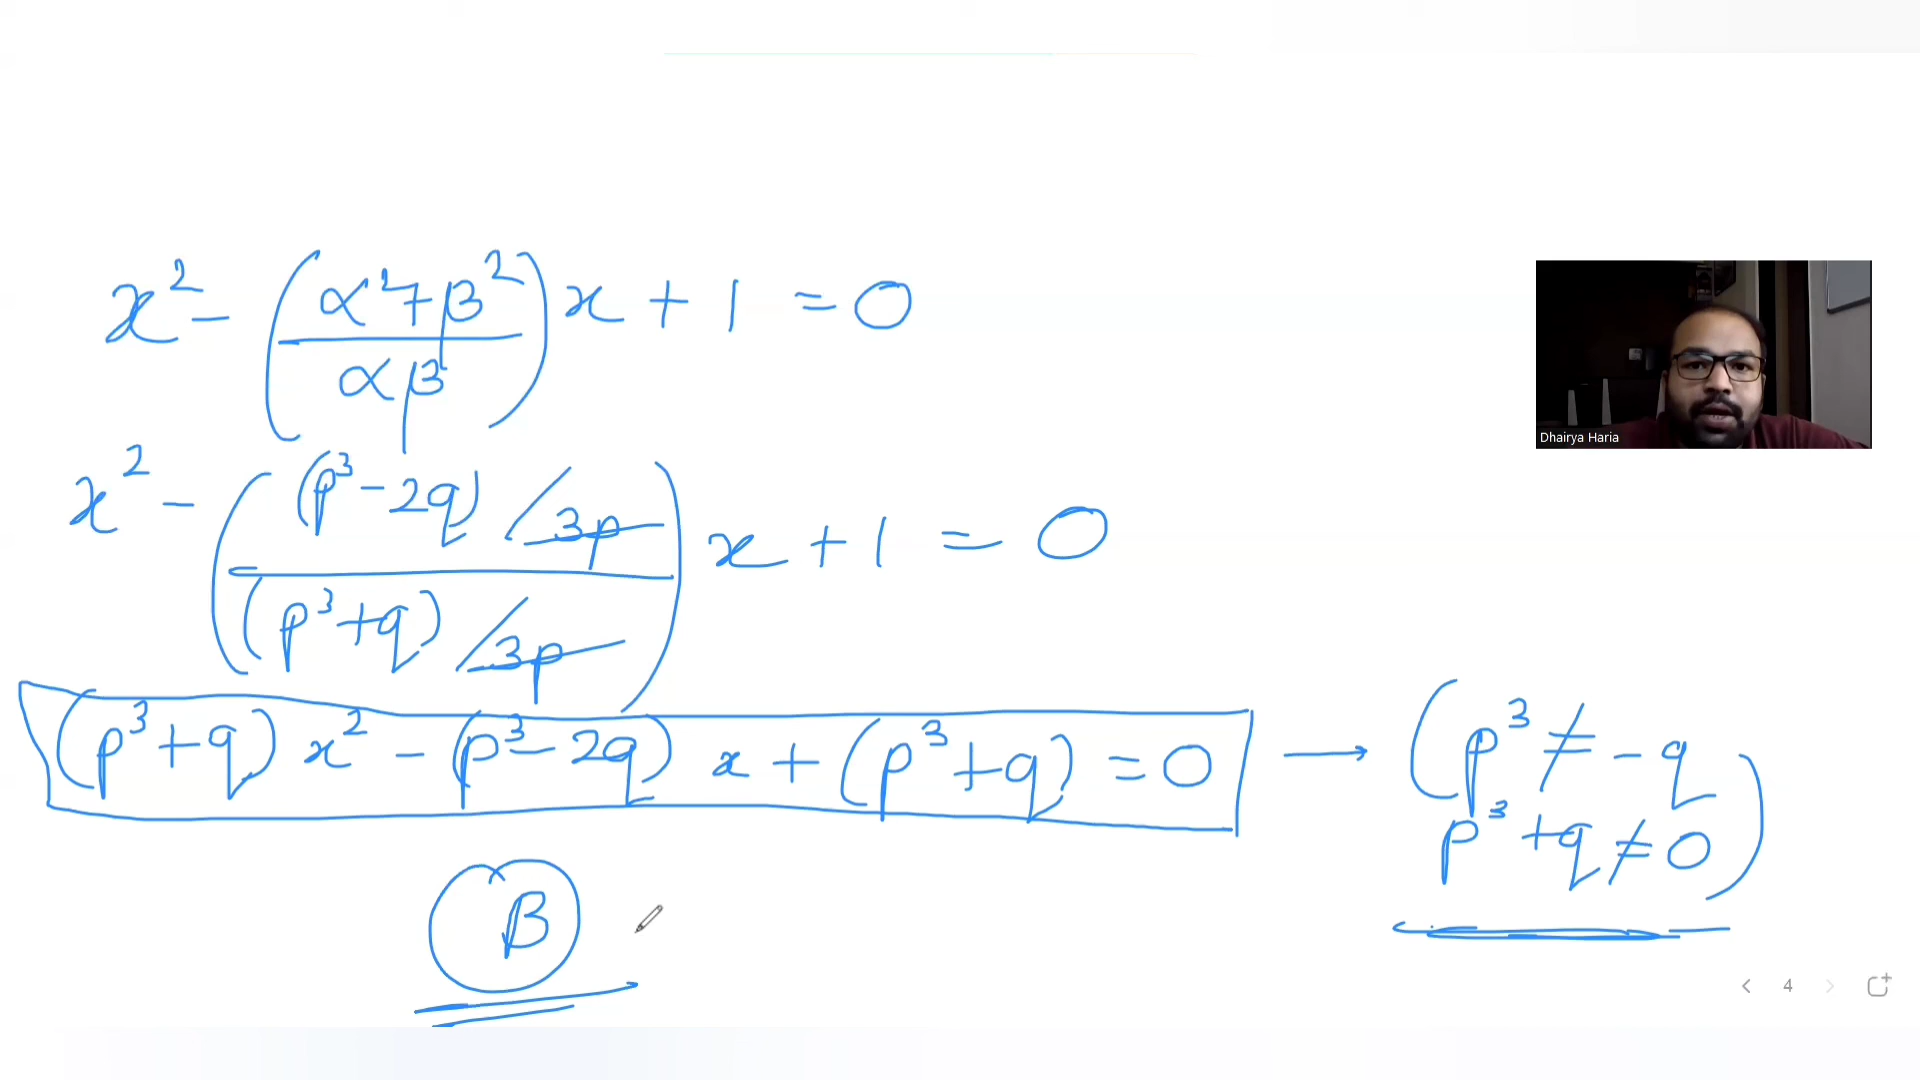 x² - ((α²+β²)/(αβ)) x + 1 = 0
Dhairya Haria
x² - (((p³-2q)/3p)/((p³+q)/3p)) x + 1 = 0
(p³+q) x² - (p³-2q) x + (p³+q) = 0 → (p³ ≠ -q
p³+q ≠ 0)
B
< 4 >